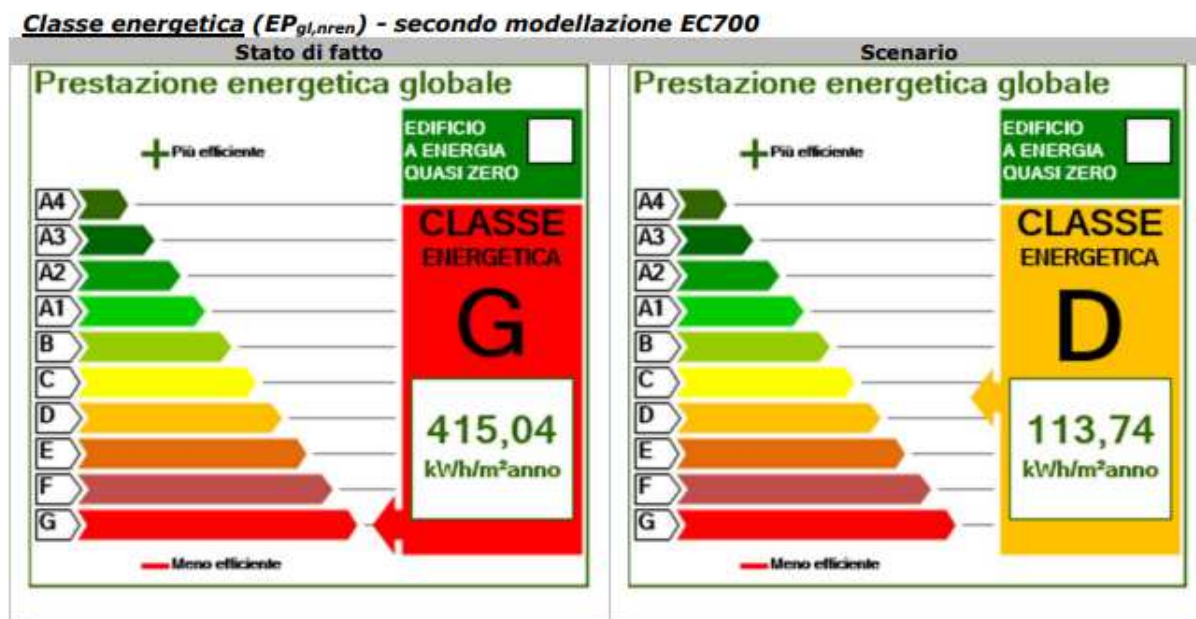 Classe energetica (EPgl,nren) - secondo modellazione EC700
Stato di fatto
Prestazione energetica globale
Più efficiente
EDIFICIO
A ENERGIA
QUASI ZERO
A4
A3
A2
A1
B
C
D
E
F
G
CLASSE
ENERGETICA
G
415,04
kWh/m²anno
Meno efficiente
Scenario
Prestazione energetica globale
Più efficiente
EDIFICIO
A ENERGIA
QUASI ZERO
A4
A3
A2
A1
B
C
D
E
F
G
CLASSE
ENERGETICA
D
113,74
kWh/m²anno
Meno efficiente